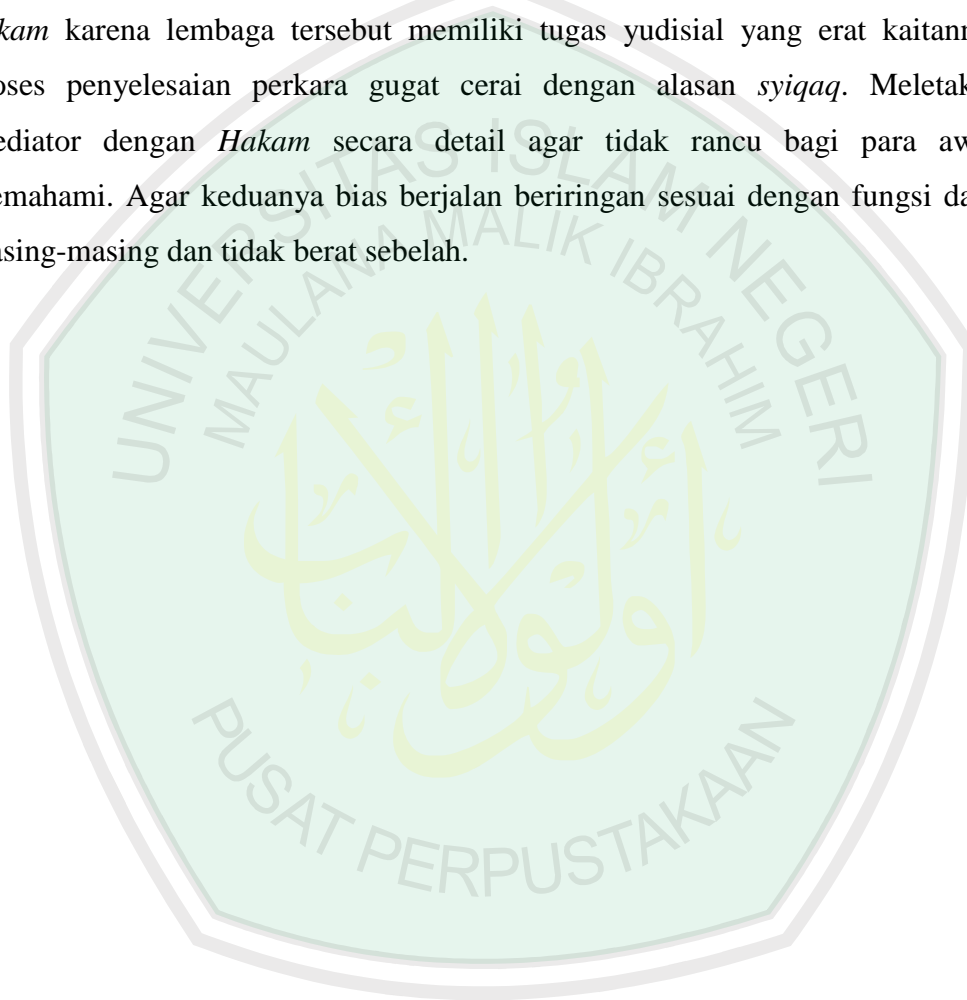 kam karena lembaga tersebut memiliki tugas yudisial yang erat kaitann
oses penyelesaian perkara gugat cerai dengan alasan syiqaq. Meletak
ediator dengan Hakam secara detail agar tidak rancu bagi para aw
emahami. Agar keduanya bias berjalan beriringan sesuai dengan fungsi da
asing-masing dan tidak berat sebelah.
UNIVERSITAS ISLAM NEGERI
MAULANA MALIK IBRAHIM
PUSAT PERPUSTAKAAN